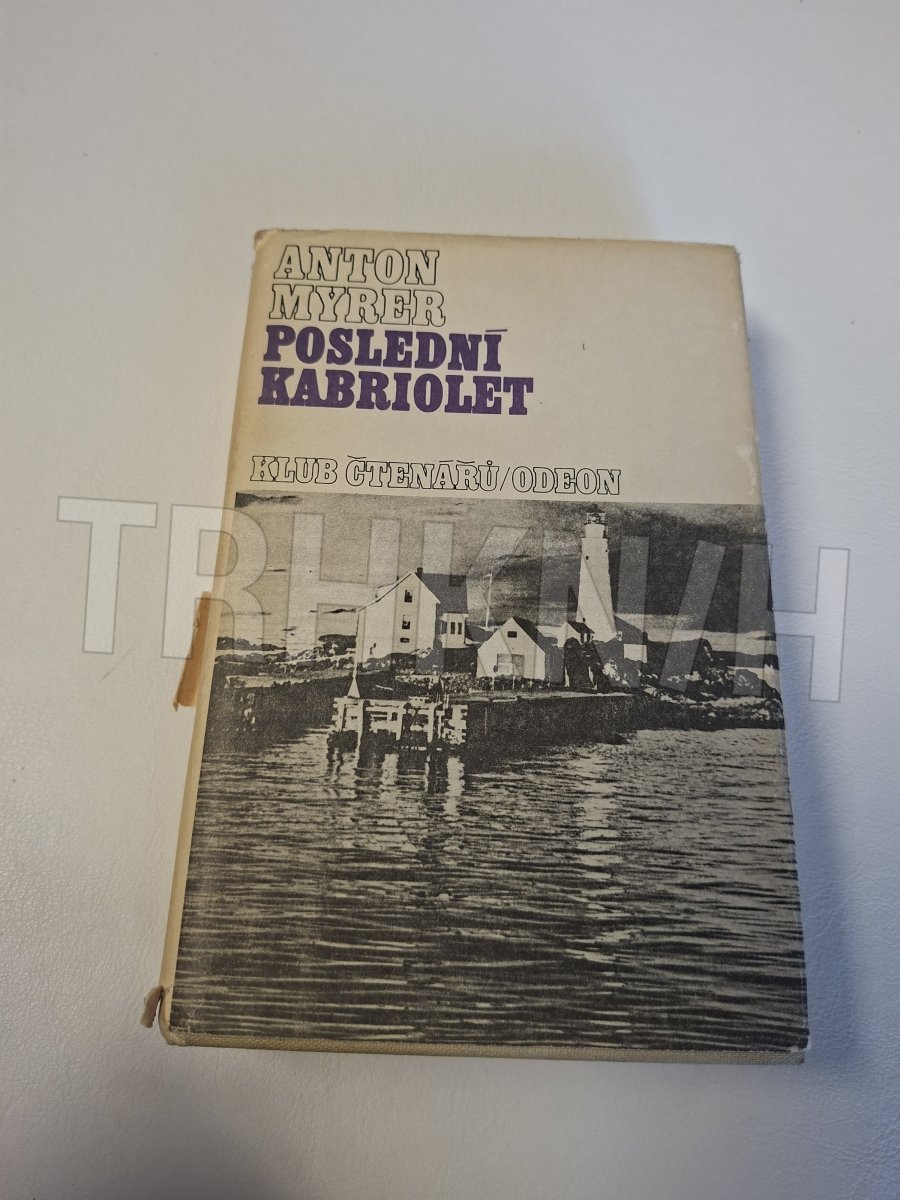 ANTON
MYRER
POSLEDNÍ
KABRIOLET
KLUB ČTENÁŘŮ/ODEON
TRHKNIH